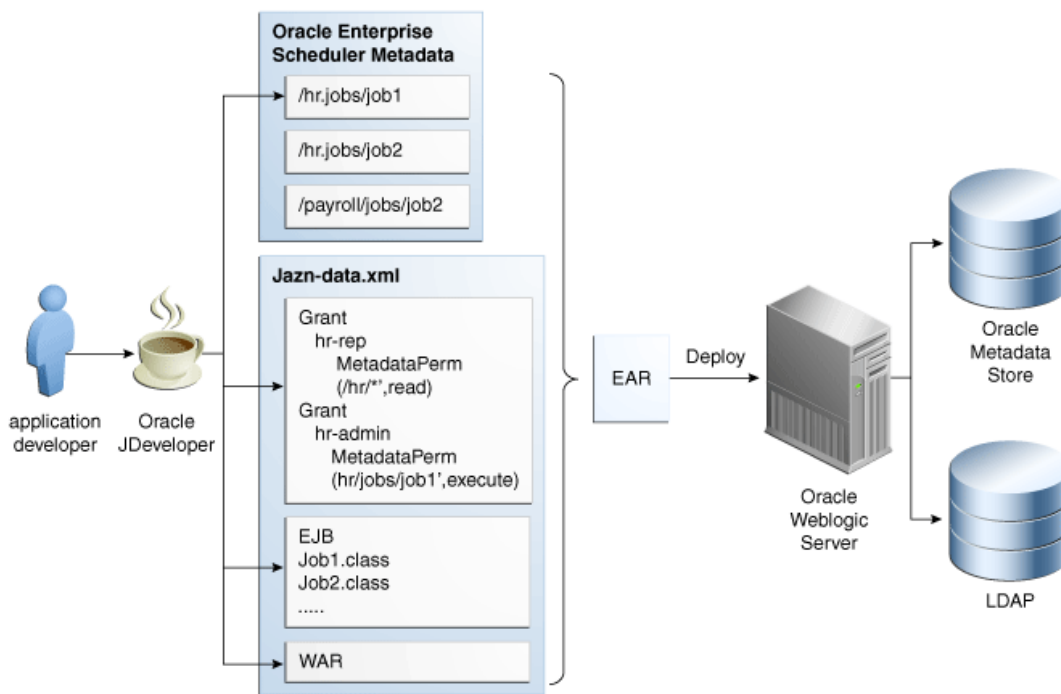 Oracle Enterprise
Scheduler Metadata
/hr.jobs/job1
/hr.jobs/job2
/payroll/jobs/job2
Jazn-data.xml
Grant
hr-rep
MetadataPerm
(/hr/*’,read)
Grant
hr-admin
MetadataPerm
(hr/jobs/job1’,execute)
EJB
Job1.class
Job2.class
.....
WAR
application
developer
Oracle
JDeveloper
EAR
Deploy
Oracle
Weblogic
Server
Oracle
Metadata
Store
LDAP